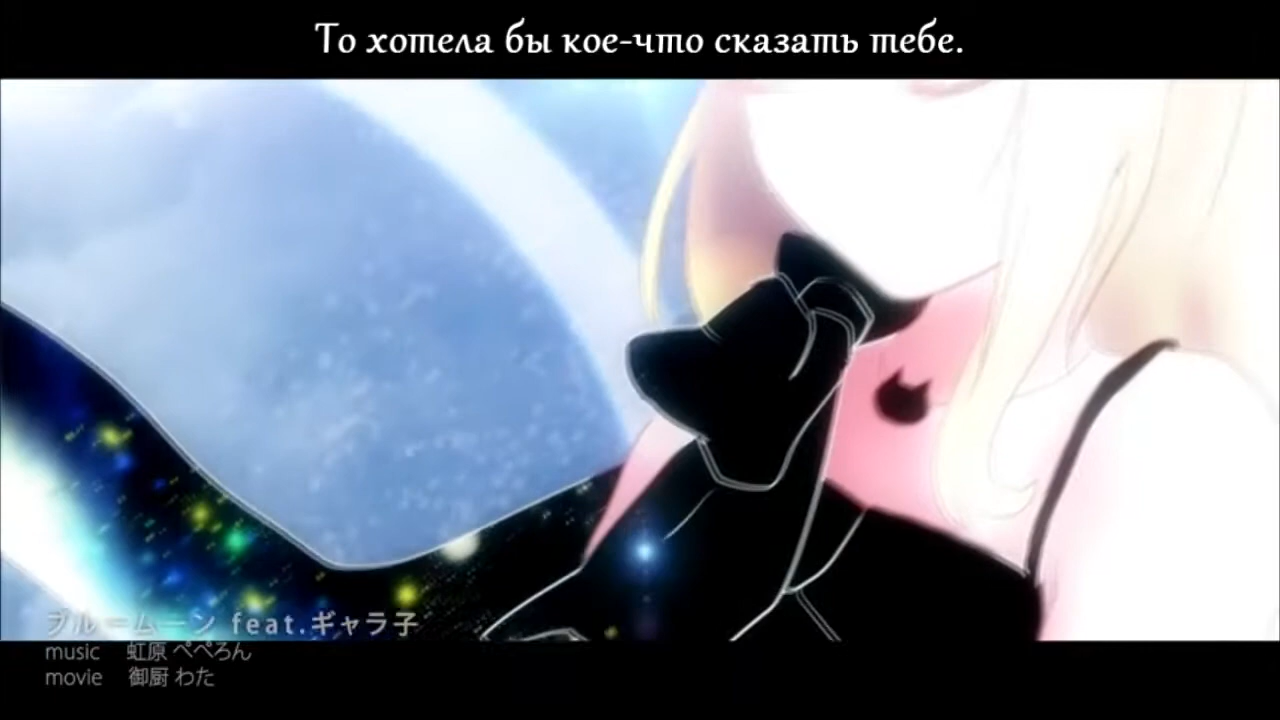 То хотела бы кое-что сказать тебе.
ブルームーン feat.ギャラ子
music 虹原 ぺぺろん
movie 御厨 わた